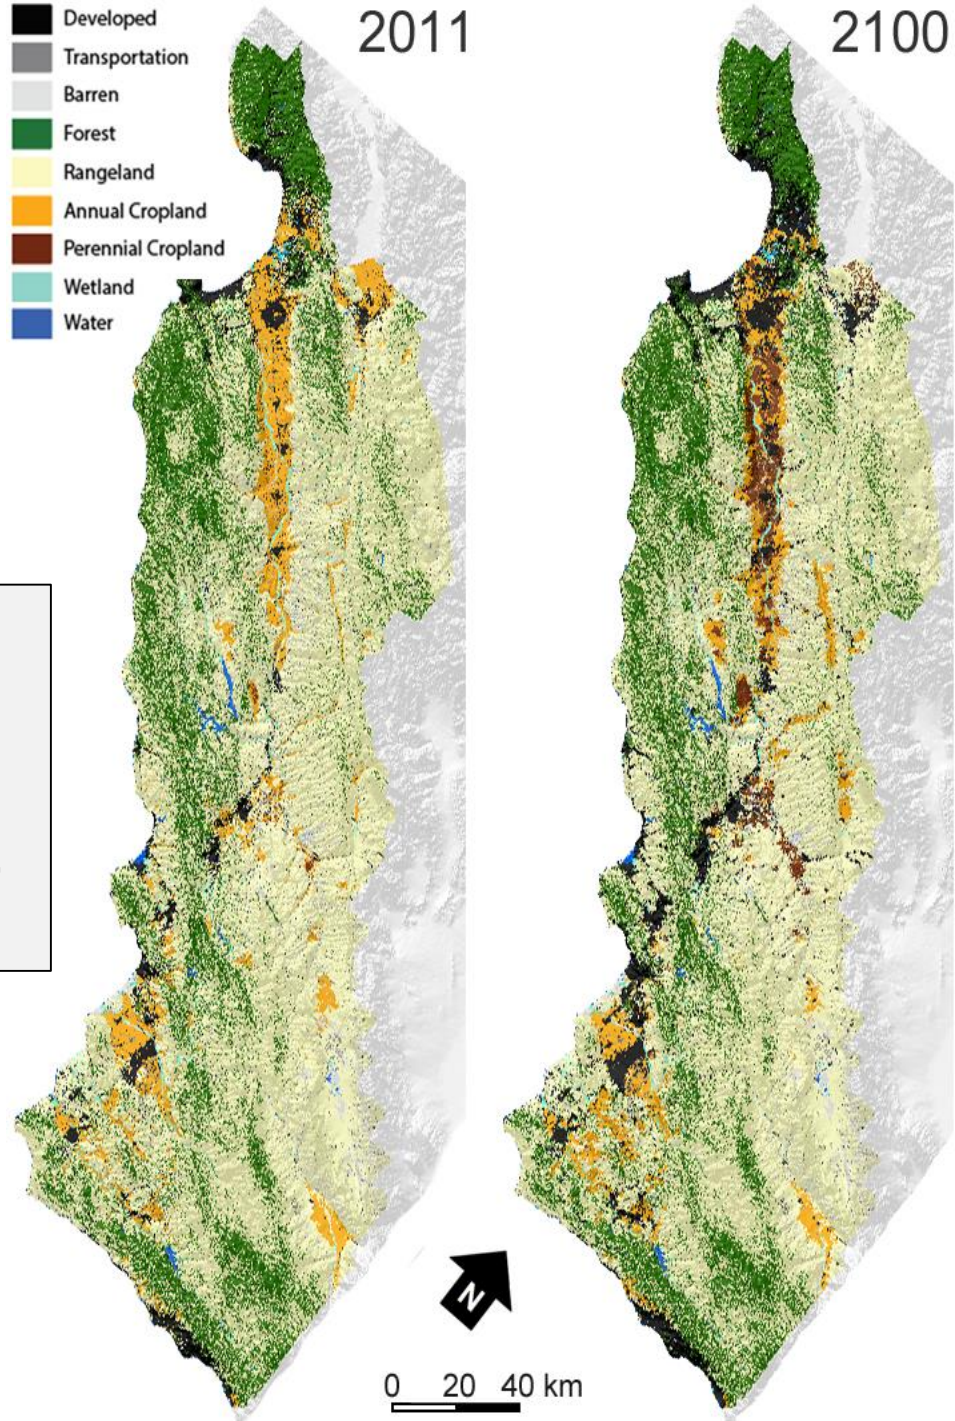 Developed
Transportation
Barren
Forest
Rangeland
Annual Cropland
Perennial Cropland
Wetland
Water
2011
2100
N
0 20 40 km